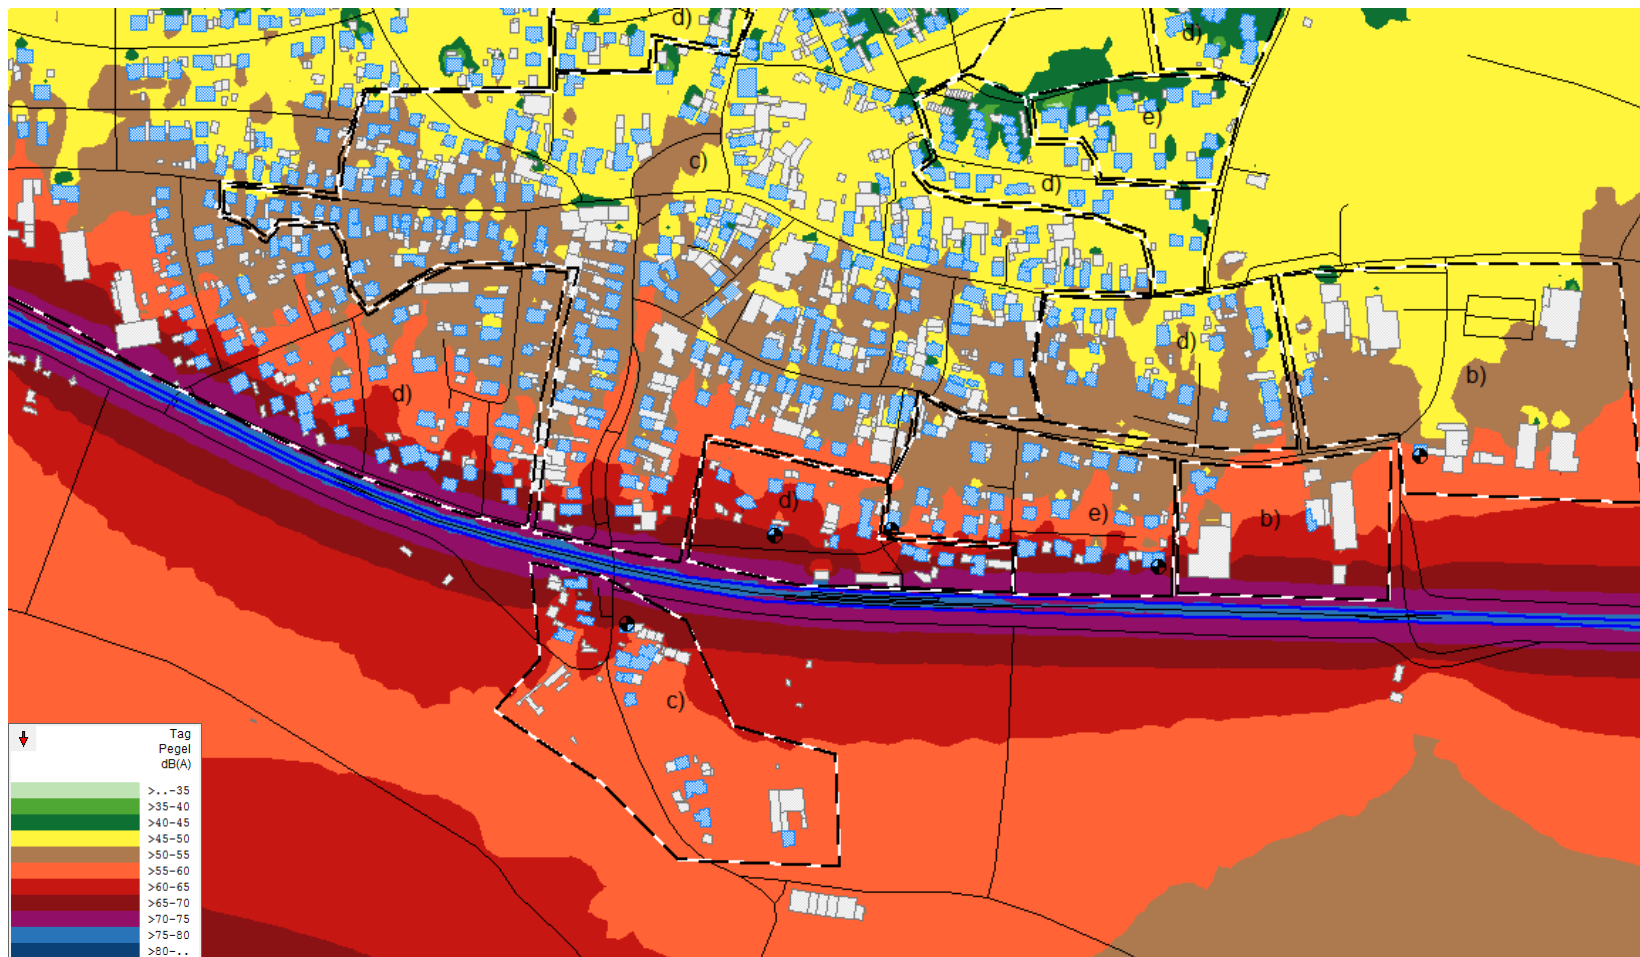 d)
d)
e)
c)
d)
d)
b)
d)
d)
e)
b)
c)
Tag
Pegel
dB(A)
>..-35
>35-40
>40-45
>45-50
>50-55
>55-60
>60-65
>65-70
>70-75
>75-80
>80-..